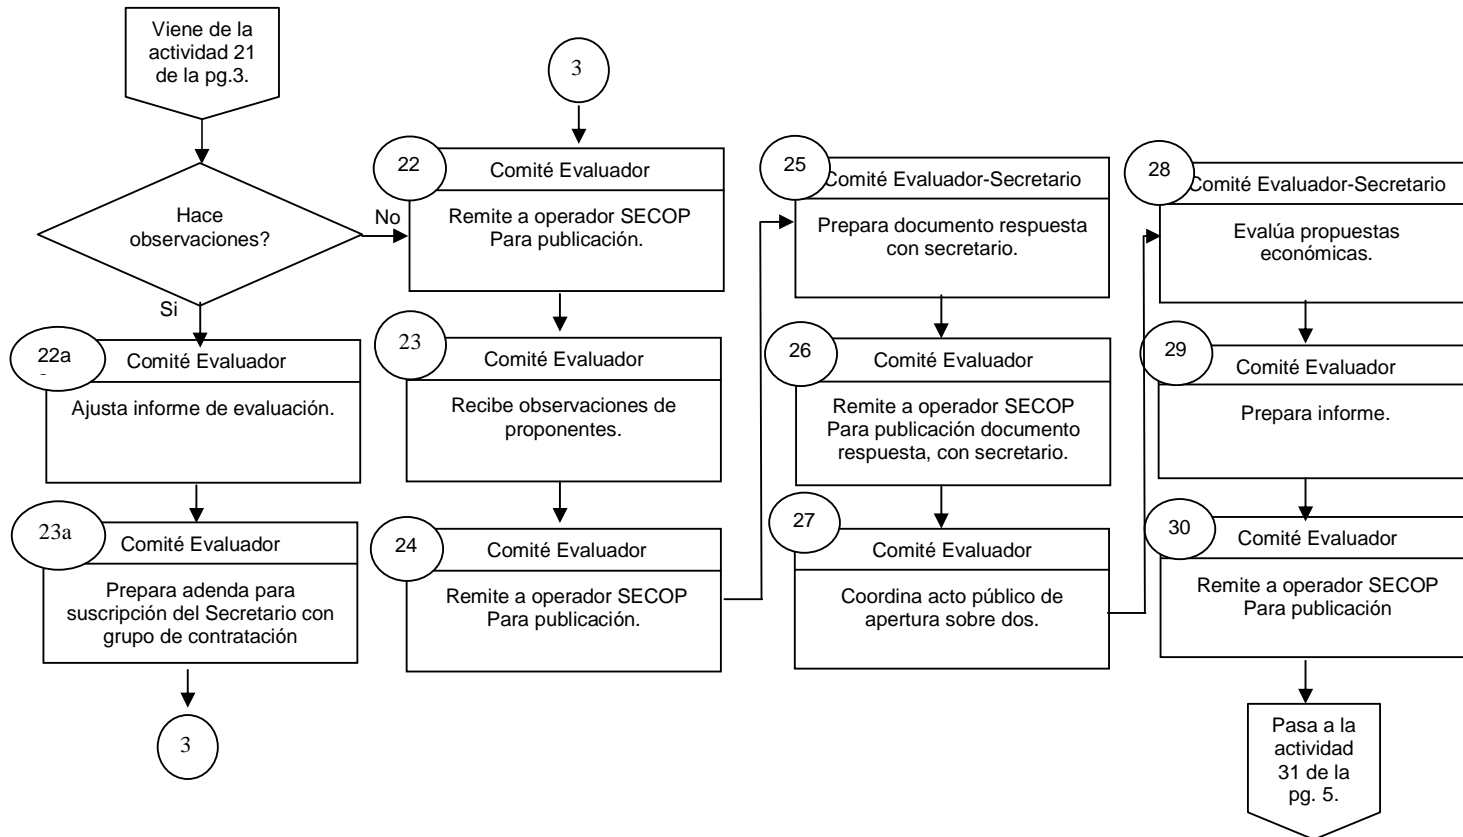 Viene de la
actividad 21
de la pg.3.
Hace
observaciones?
No
Si
22a
Comité Evaluador
Ajusta informe de evaluación.
23a
Comité Evaluador
Prepara adenda para
suscripción del Secretario con
grupo de contratación
3
3
22
Comité Evaluador
Remite a operador SECOP
Para publicación.
23
Comité Evaluador
Recibe observaciones de
proponentes.
24
Comité Evaluador
Remite a operador SECOP
Para publicación.
25
Comité Evaluador-Secretario
Prepara documento respuesta
con secretario.
26
Comité Evaluador
Remite a operador SECOP
Para publicación documento
respuesta, con secretario.
27
Comité Evaluador
Coordina acto público de
apertura sobre dos.
28
Comité Evaluador-Secretario
Evalúa propuestas
económicas.
29
Comité Evaluador
Prepara informe.
30
Comité Evaluador
Remite a operador SECOP
Para publicación
Pasa a la
actividad
31 de la
pg. 5.